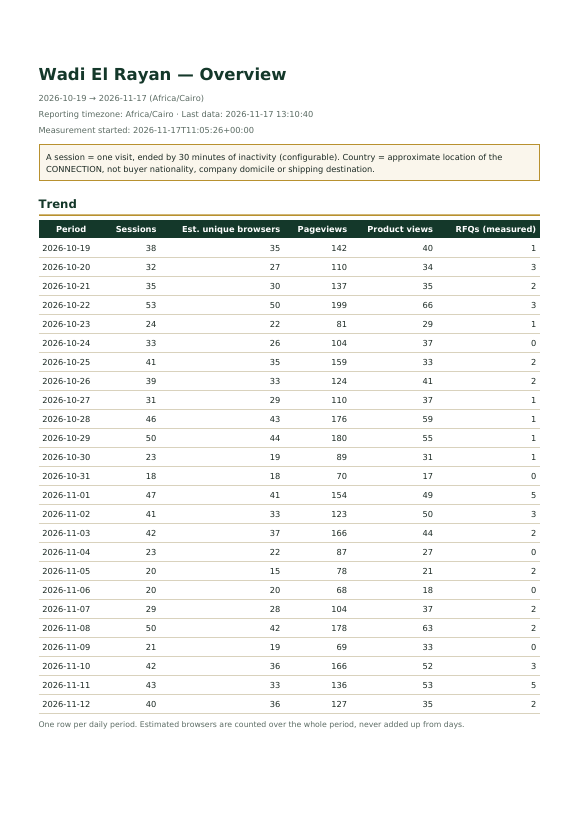 Wadi El Rayan — Overview
2026-10-19 → 2026-11-17 (Africa/Cairo)
Reporting timezone: Africa/Cairo · Last data: 2026-11-17 13:10:40
Measurement started: 2026-11-17T11:05:26+00:00
A session = one visit, ended by 30 minutes of inactivity (configurable). Country = approximate location of the
CONNECTION, not buyer nationality, company domicile or shipping destination.
Trend
Period Sessions Est. unique browsers Pageviews Product views RFQs (measured)
2026-10-19 38 35 142 40 1
2026-10-20 32 27 110 34 3
2026-10-21 35 30 137 35 2
2026-10-22 53 50 199 66 3
2026-10-23 24 22 81 29 1
2026-10-24 33 26 104 37 0
2026-10-25 41 35 159 33 2
2026-10-26 39 33 124 41 2
2026-10-27 31 29 110 37 1
2026-10-28 46 43 176 59 1
2026-10-29 50 44 180 55 1
2026-10-30 23 19 89 31 1
2026-10-31 18 18 70 17 0
2026-11-01 47 41 154 49 5
2026-11-02 41 33 123 50 3
2026-11-03 42 37 166 44 2
2026-11-04 23 22 87 27 0
2026-11-05 20 15 78 21 2
2026-11-06 20 20 68 18 0
2026-11-07 29 28 104 37 2
2026-11-08 50 42 178 63 2
2026-11-09 21 19 69 33 0
2026-11-10 42 36 166 52 3
2026-11-11 43 33 136 53 5
2026-11-12 40 36 127 35 2
One row per daily period. Estimated browsers are counted over the whole period, never added up from days.